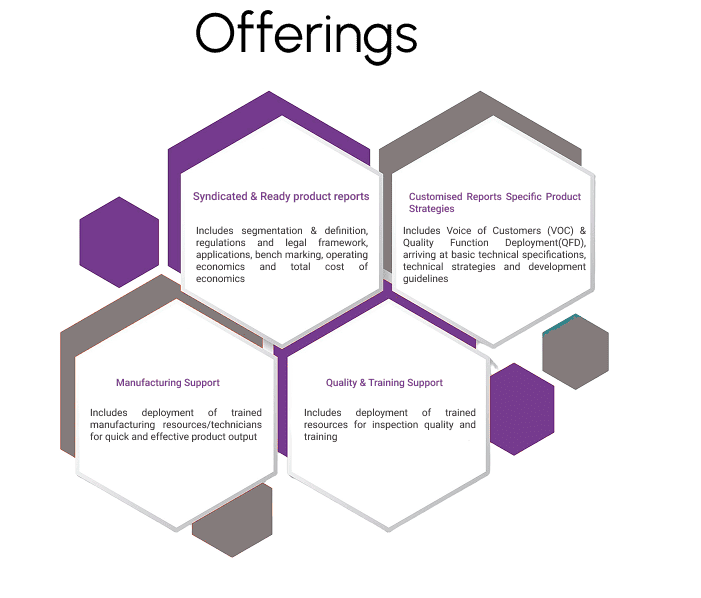 Offerings
Syndicated & Ready product reports
Includes segmentation & definition,
regulations and legal framework,
applications, bench marking, operating
economics and total cost of
economics
Customised Reports Specific Product
Strategies
Includes Voice of Customers (VOC) &
Quality Function Deployment(QFD),
arriving at basic technical specifications,
technical strategies and development
guidelines
Manufacturing Support
Includes deployment of trained
manufacturing resources/technicians
for quick and effective product output
Quality & Training Support
Includes deployment of trained
resources for inspection quality and
training